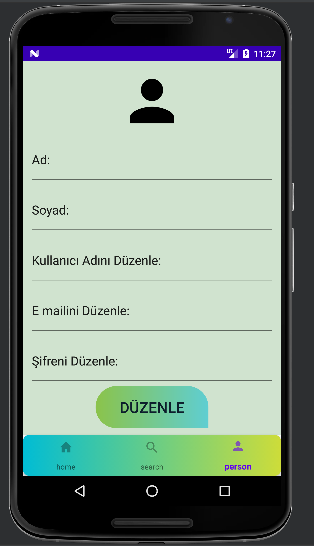 11:27
Ad:
Soyad:
Kullanıcı Adını Düzenle:
E mailini Düzenle:
Şifreni Düzenle:
DÜZENLE
home search person